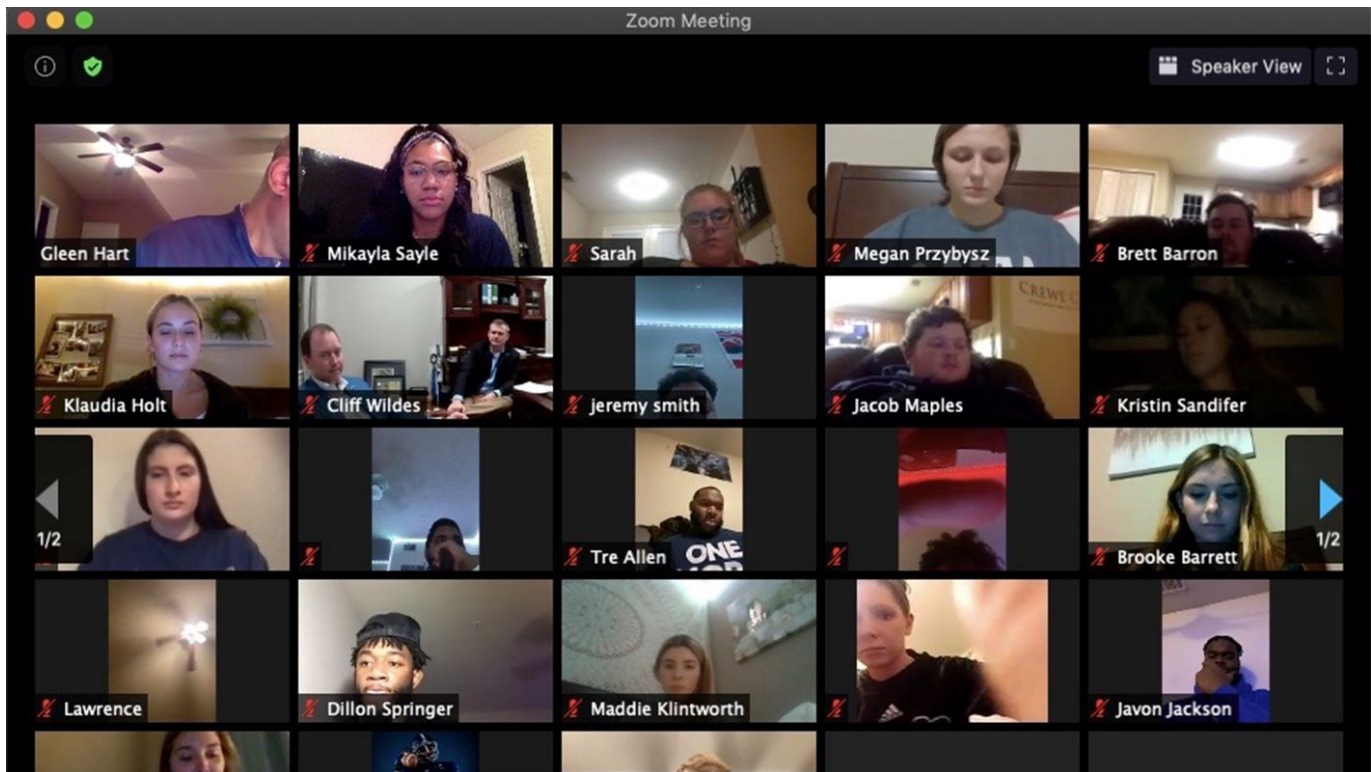 Zoom Meeting
Speaker View
Gleen Hart
Mikayla Sayle
Sarah
Megan Przybysz
Brett Barron
Klaudia Holt
Cliff Wildes
jeremy smith
Jacob Maples
CREWE
Kristin Sandifer
1/2
Tre Allen
ONE
Brooke Barrett
1/2
Lawrence
Dillon Springer
Maddie Klintworth
Javon Jackson